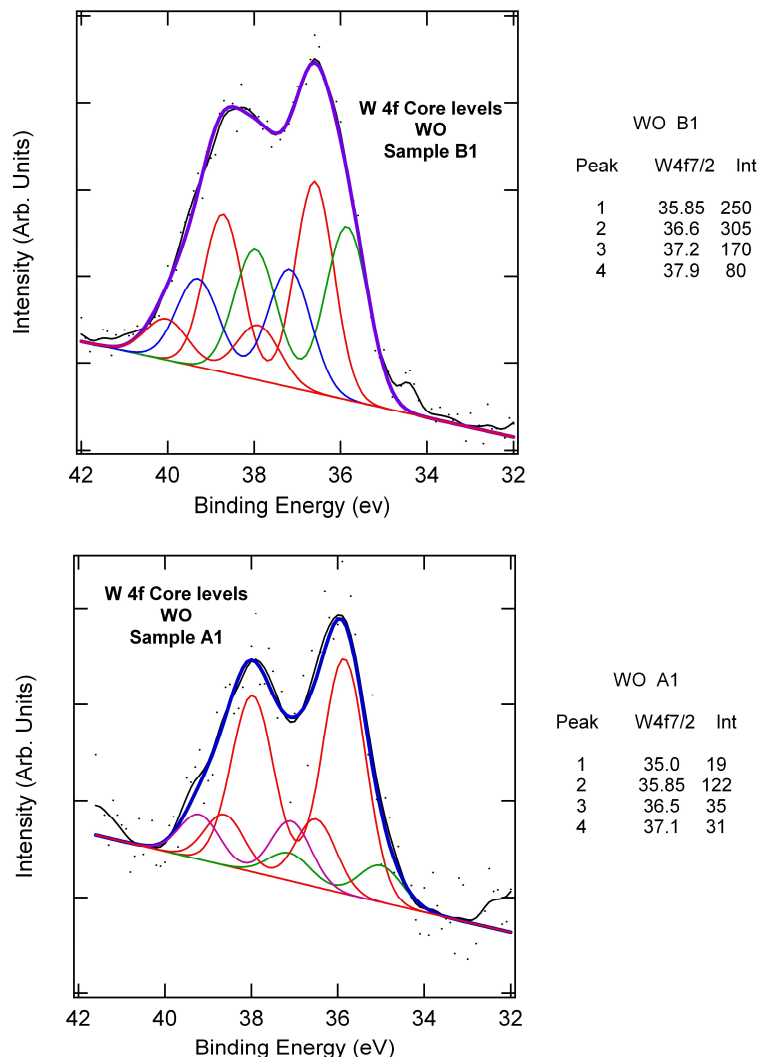 W 4f Core levels
WO
Sample B1
Intensity (Arb. Units)
42 40 38 36 34 32
Binding Energy (ev)
WO B1
Peak W4f7/2 Int
1 35.85 250
2 36.6 305
3 37.2 170
4 37.9 80
W 4f Core levels
WO
Sample A1
Intensity (Arb. Units)
42 40 38 36 34 32
Binding Energy (eV)
WO A1
Peak W4f7/2 Int
1 35.0 19
2 35.85 122
3 36.5 35
4 37.1 31